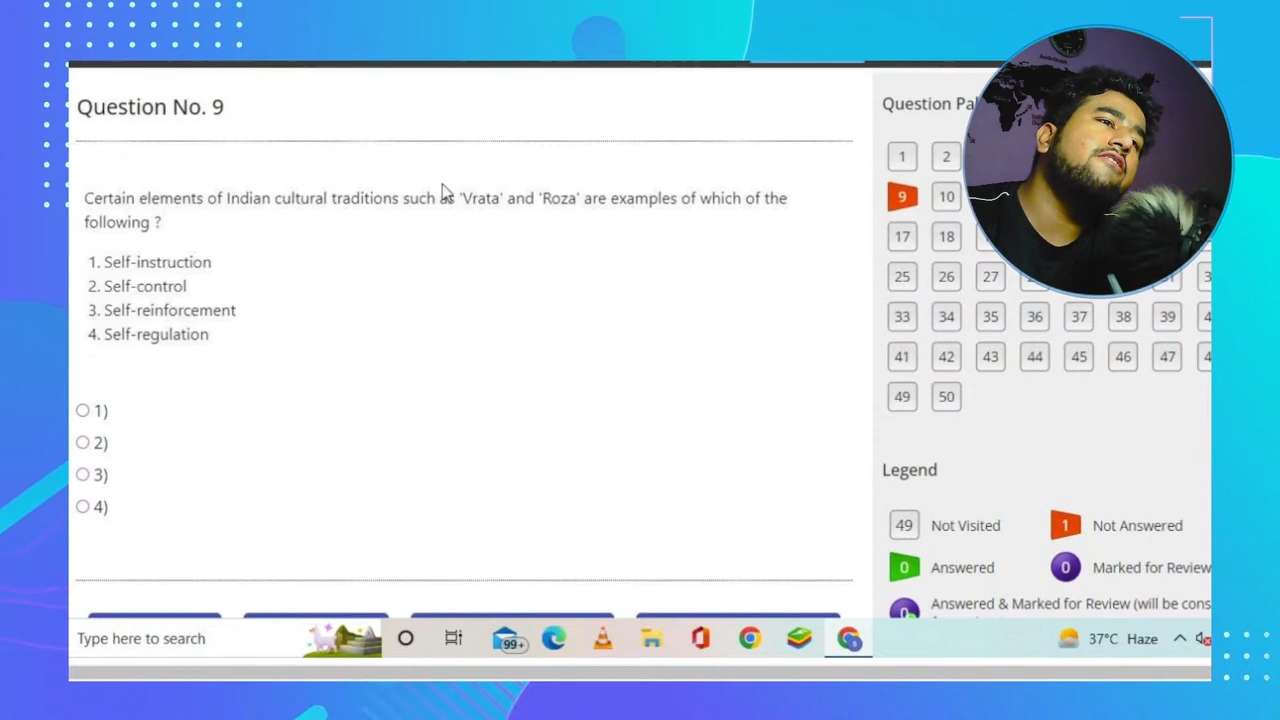 Question No. 9
Question Pa
1 2
9 10
17 18
25 26 27
33 34 35 36 37 38 39 4
41 42 43 44 45 46 47 4
49 50
Certain elements of Indian cultural traditions such as 'Vrata' and 'Roza' are examples of which of the
following ?
1. Self-instruction
2. Self-control
3. Self-reinforcement
4. Self-regulation
1)
2)
3)
4)
Legend
49 Not Visited 1 Not Answered
0 Answered 0 Marked for Review
0 Answered & Marked for Review (will be cons
Type here to search
99+
37°C Haze